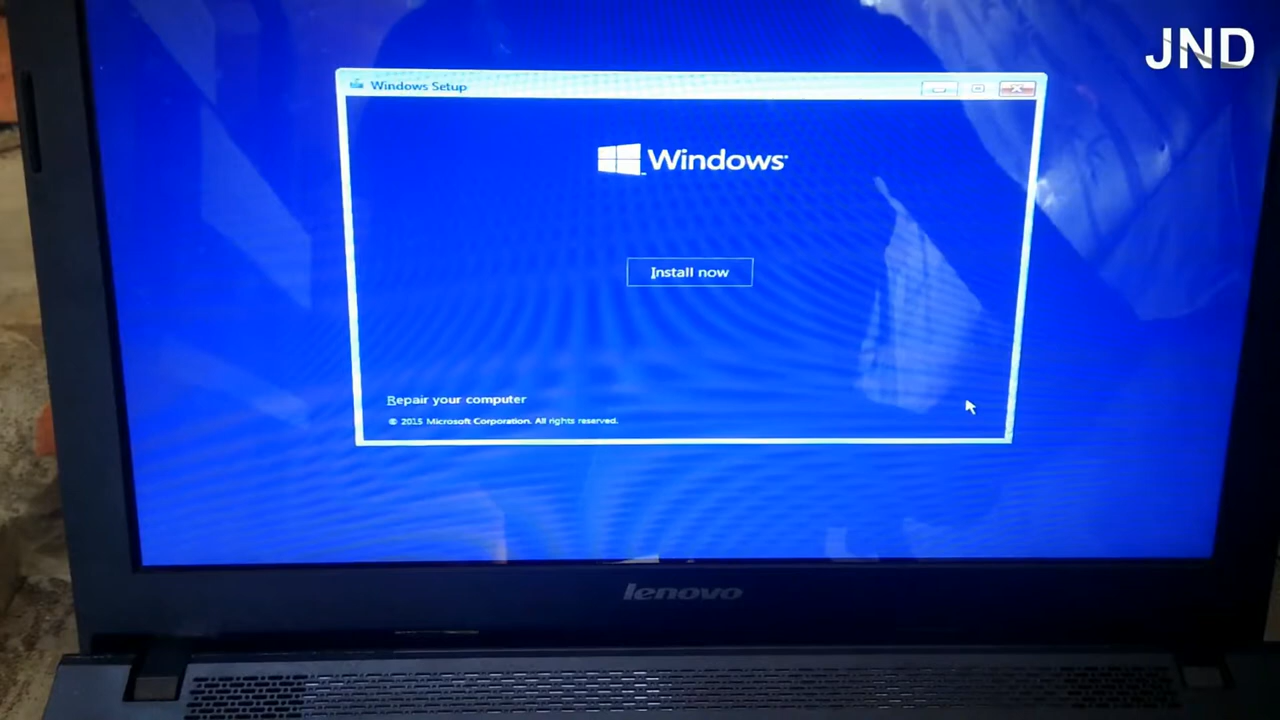 JND
Windows Setup
Windows
Install now
Repair your computer
© 2015 Microsoft Corporation. All rights reserved.
lenovo